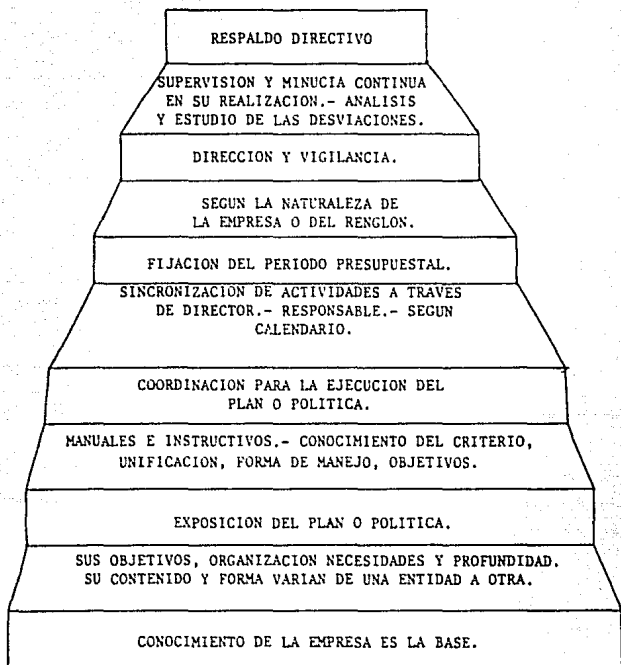 RESPALDO DIRECTIVO
SUPERVISION Y MINUCIA CONTINUA
EN SU REALIZACION.- ANALISIS
Y ESTUDIO DE LAS DESVIACIONES.
DIRECCION Y VIGILANCIA.
SEGUN LA NATURALEZA DE
LA EMPRESA O DEL RENGLON.
FIJACION DEL PERIODO PRESUPUESTAL.
SINCRONIZACION DE ACTIVIDADES A TRAVES
DE DIRECTOR.- RESPONSABLE.- SEGUN
CALENDARIO.
COORDINACION PARA LA EJECUCION DEL
PLAN O POLITICA.
MANUALES E INSTRUCTIVOS.- CONOCIMIENTO DEL CRITERIO,
UNIFICACION, FORMA DE MANEJO, OBJETIVOS.
EXPOSICION DEL PLAN O POLITICA.
SUS OBJETIVOS, ORGANIZACION NECESIDADES Y PROFUNDIDAD.
SU CONTENIDO Y FORMA VARIAN DE UNA ENTIDAD A OTRA.
CONOCIMIENTO DE LA EMPRESA ES LA BASE.